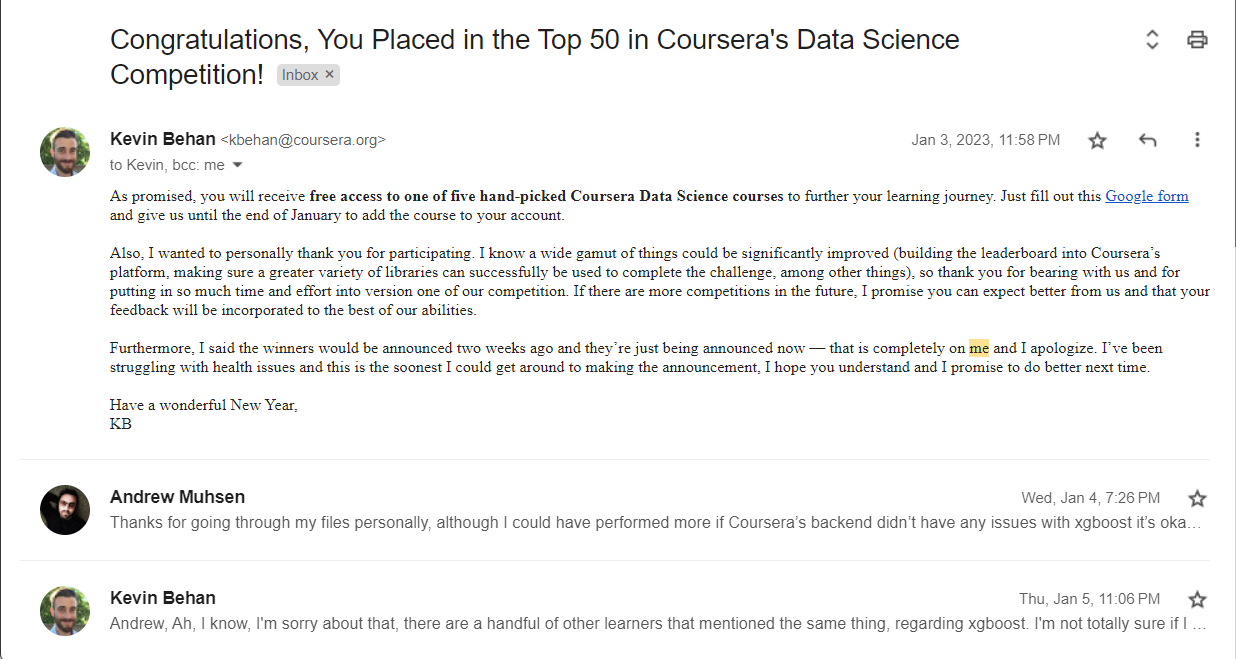 Congratulations, You Placed in the Top 50 in Coursera's Data Science
Competition! Inbox ×
Kevin Behan <kbehan@coursera.org>
Jan 3, 2023, 11:58 PM
to Kevin, bcc: me
As promised, you will receive free access to one of five hand-picked Coursera Data Science courses to further your learning journey. Just fill out this Google form
and give us until the end of January to add the course to your account.
Also, I wanted to personally thank you for participating. I know a wide gamut of things could be significantly improved (building the leaderboard into Coursera’s
platform, making sure a greater variety of libraries can successfully be used to complete the challenge, among other things), so thank you for bearing with us and for
putting in so much time and effort into version one of our competition. If there are more competitions in the future, I promise you can expect better from us and that your
feedback will be incorporated to the best of our abilities.
Furthermore, I said the winners would be announced two weeks ago and they’re just being announced now — that is completely on me and I apologize. I’ve been
struggling with health issues and this is the soonest I could get around to making the announcement, I hope you understand and I promise to do better next time.
Have a wonderful New Year,
KB
Andrew Muhsen
Wed, Jan 4, 7:26 PM
Thanks for going through my files personally, although I could have performed more if Coursera’s backend didn’t have any issues with xgboost it’s oka…
Kevin Behan
Thu, Jan 5, 11:06 PM
Andrew, Ah, I know, I'm sorry about that, there are a handful of other learners that mentioned the same thing, regarding xgboost. I'm not totally sure if I …